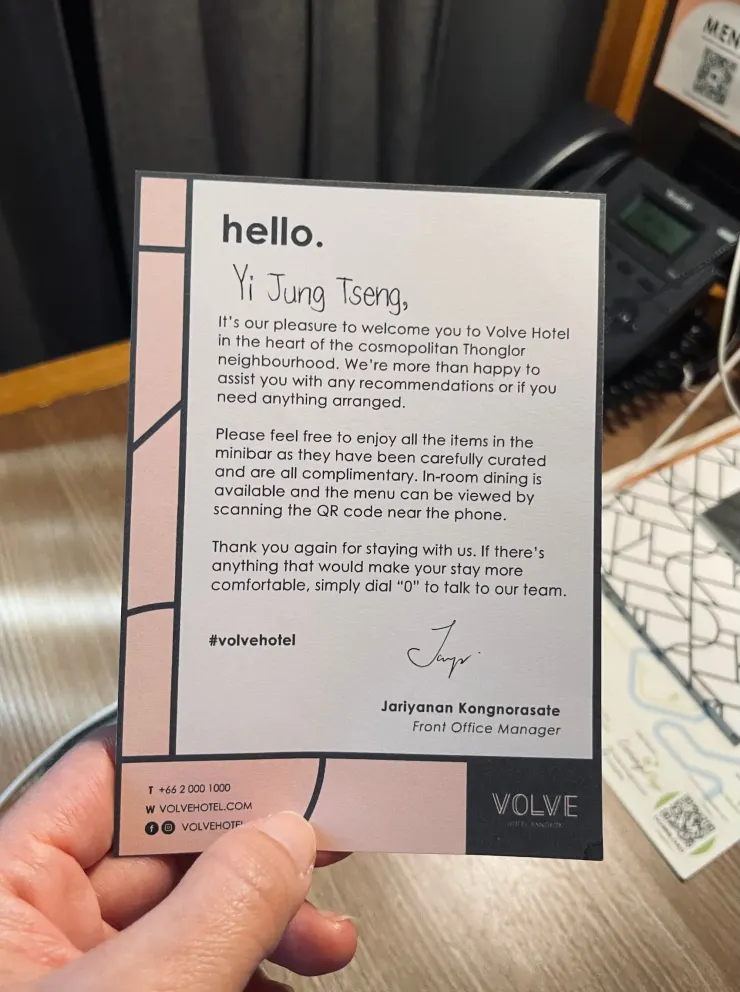 hello.
Yi Jung Tseng,
It's our pleasure to welcome you to Volve Hotel
in the heart of the cosmopolitan Thonglor
neighbourhood. We're more than happy to
assist you with any recommendations or if you
need anything arranged.
Please feel free to enjoy all the items in the
minibar as they have been carefully curated
and are all complimentary. In-room dining is
available and the menu can be viewed by
scanning the QR code near the phone.
Thank you again for staying with us. If there's
anything that would make your stay more
comfortable, simply dial "0" to talk to our team.
#volvehotel
Jariyanan Kongnorasate
Front Office Manager
T +66 2 000 1000
W VOLVEHOTEL.COM
VOLVEHOTE
VOLVE
HOTEL BANGKOK
MEN
Yealink